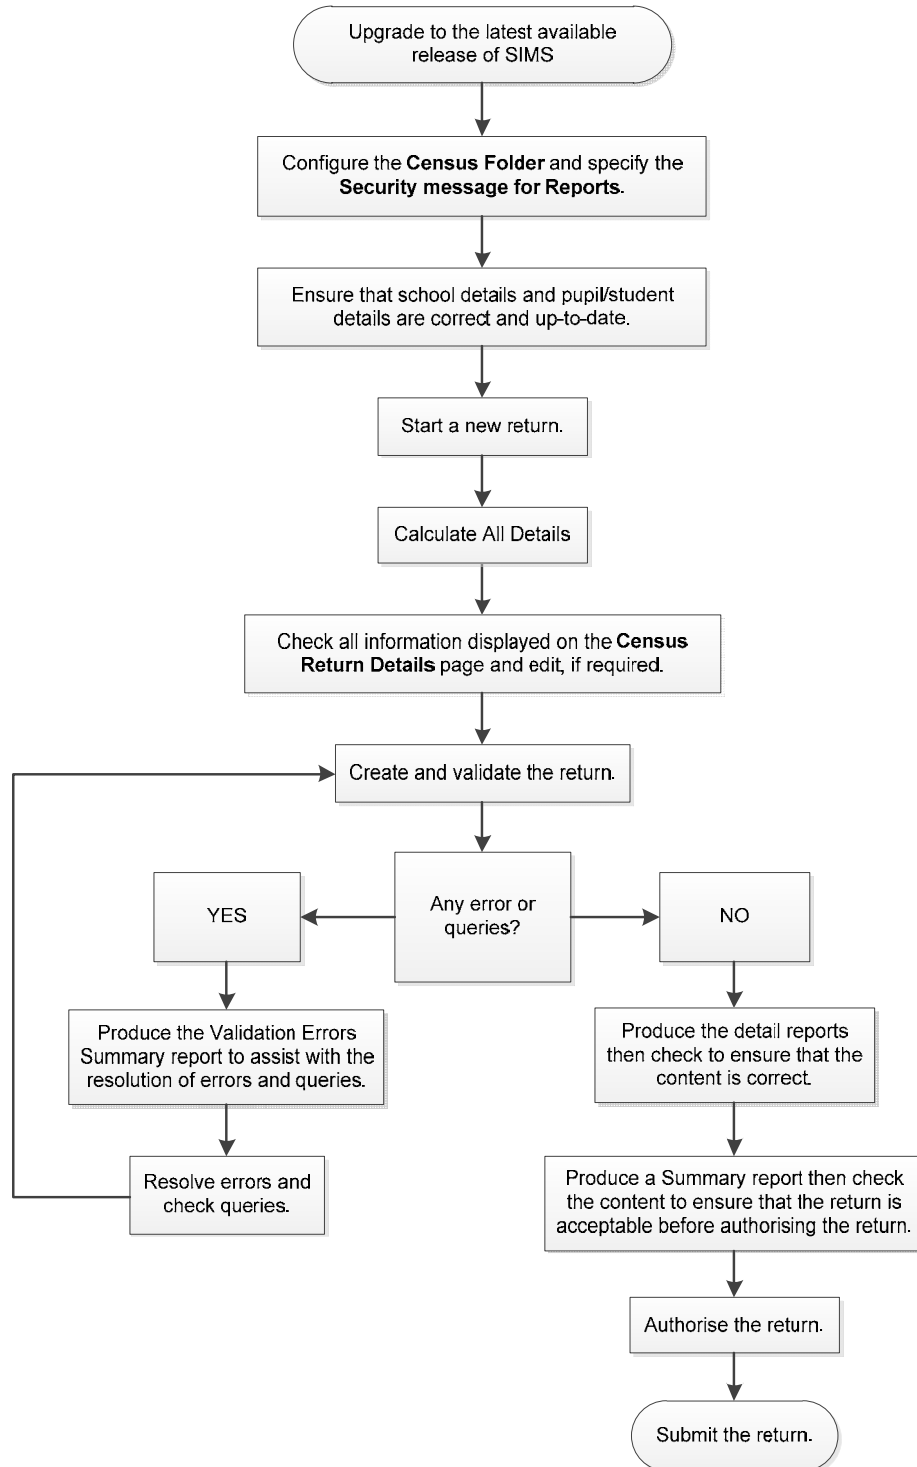 Upgrade to the latest available
release of SIMS
Configure the Census Folder and specify the
Security message for Reports.
Ensure that school details and pupil/student
details are correct and up-to-date.
Start a new return.
Calculate All Details
Check all information displayed on the Census
Return Details page and edit, if required.
Create and validate the return.
Any error or
queries?
YES
NO
Produce the Validation Errors
Summary report to assist with the
resolution of errors and queries.
Resolve errors and
check queries.
Produce the detail reports
then check to ensure that the
content is correct.
Produce a Summary report then check
the content to ensure that the return is
acceptable before authorising the return.
Authorise the return.
Submit the return.